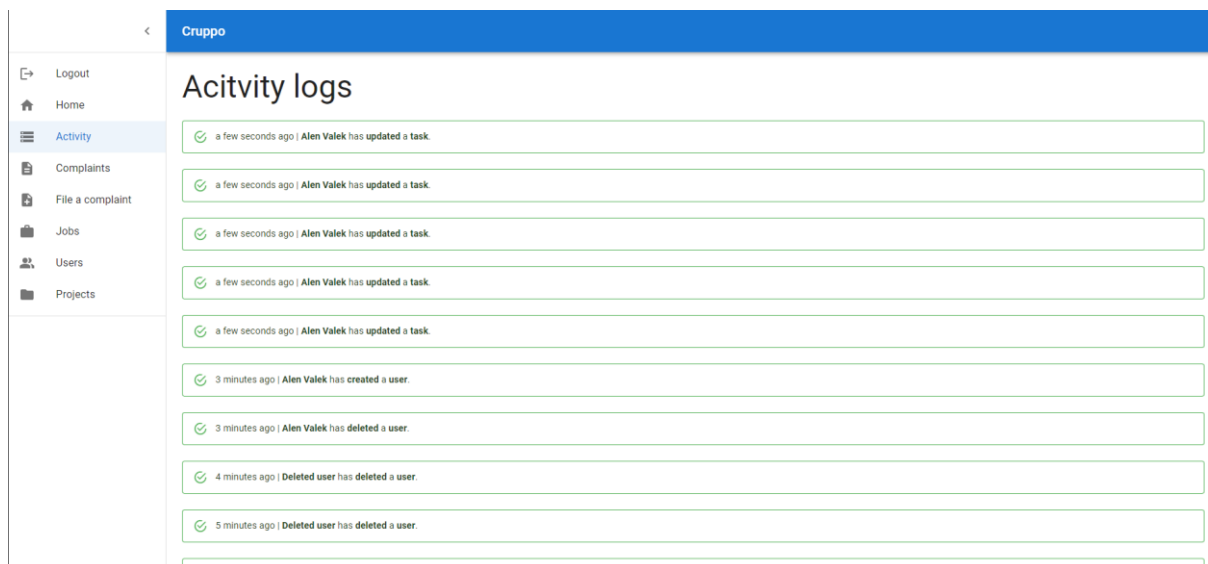 Cruppo
Logout
Home
Activity
Complaints
File a complaint
Jobs
Users
Projects
Acitvity logs
a few seconds ago | Alen Valek has updated a task.
a few seconds ago | Alen Valek has updated a task.
a few seconds ago | Alen Valek has updated a task.
a few seconds ago | Alen Valek has updated a task.
a few seconds ago | Alen Valek has updated a task.
3 minutes ago | Alen Valek has created a user.
3 minutes ago | Alen Valek has deleted a user.
4 minutes ago | Deleted user has deleted a user.
5 minutes ago | Deleted user has deleted a user.